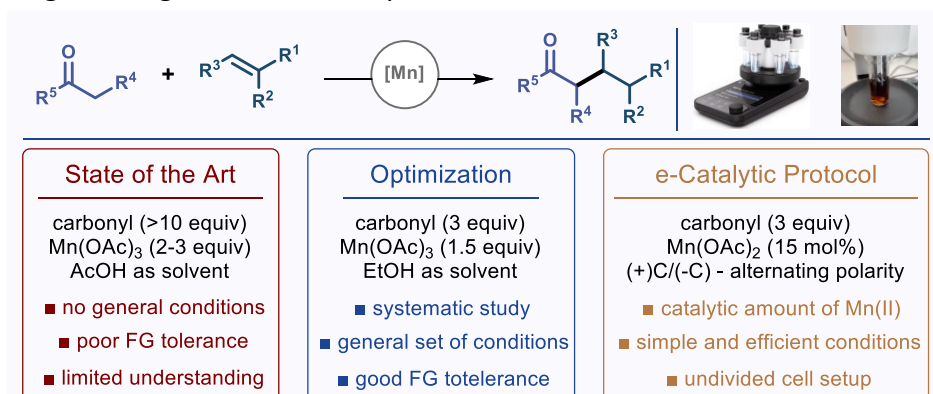 O
R5
R4
+
R3
R1
R2
[Mn]
O
R3
R5
R1
R4
R2
State of the Art
carbonyl (>10 equiv)
Mn(OAc)3 (2-3 equiv)
AcOH as solvent
no general conditions
poor FG tolerance
limited understanding
Optimization
carbonyl (3 equiv)
Mn(OAc)3 (1.5 equiv)
EtOH as solvent
systematic study
general set of conditions
good FG totelerance
e-Catalytic Protocol
carbonyl (3 equiv)
Mn(OAc)2 (15 mol%)
(+)C/(-C) - alternating polarity
catalytic amount of Mn(II)
simple and efficient conditions
undivided cell setup